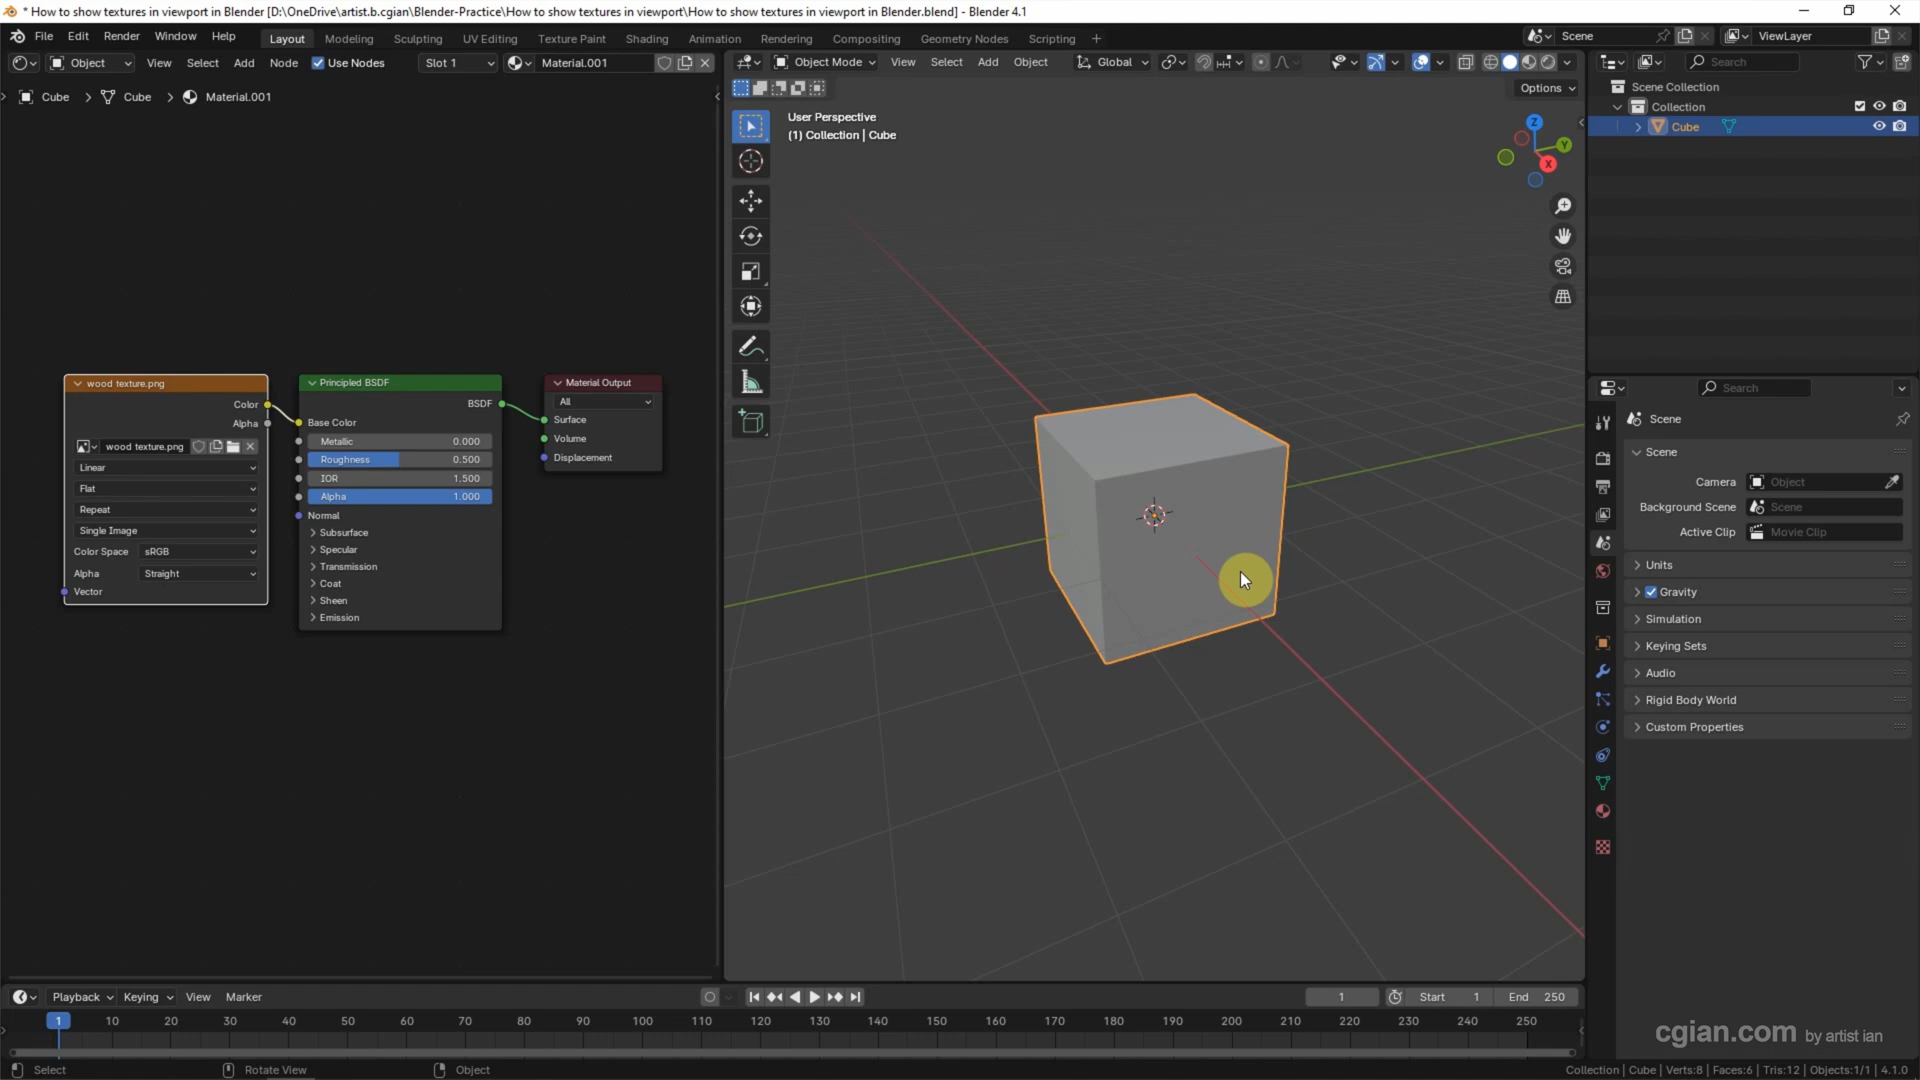 * How to show textures in viewport in Blender [D:\OneDrive\artist.b.cgian\Blender-Practice\How to show textures in viewport\How to show textures in viewport in Blender.blend] - Blender 4.1
File Edit Render Window Help Layout Modeling Sculpting UV Editing Texture Paint Shading Animation Rendering Compositing Geometry Nodes Scripting + Scene ViewLayer
Object View Select Add Node Use Nodes Slot 1 Material.001
Object Mode View Select Add Object Global
Options
Search
Cube Cube Material.001
User Perspective
(1) Collection | Cube
Z
Y
X
Scene Collection
Collection
Cube
wood texture.png
Color
Alpha
wood texture.png
Linear
Flat
Repeat
Single Image
Color Space sRGB
Alpha Straight
Vector
Principled BSDF
BSDF
Base Color
Metallic 0.000
Roughness 0.500
IOR 1.500
Alpha 1.000
Normal
Subsurface
Specular
Transmission
Coat
Sheen
Emission
Material Output
All
Surface
Volume
Displacement
Search
Scene
Scene
Camera Object
Background Scene Scene
Active Clip Movie Clip
Units
Gravity
Simulation
Keying Sets
Audio
Rigid Body World
Custom Properties
Playback Keying View Marker 1 Start 1 End 250
1 10 20 30 40 50 60 70 80 90 100 110 120 130 140 150 160 170 180 190 200 210 220 230 240 250
cgian.com by artist ian
Select Rotate View Object Collection | Cube | Verts:8 | Faces:6 | Tris:12 | Objects:1/1 | 4.1.0